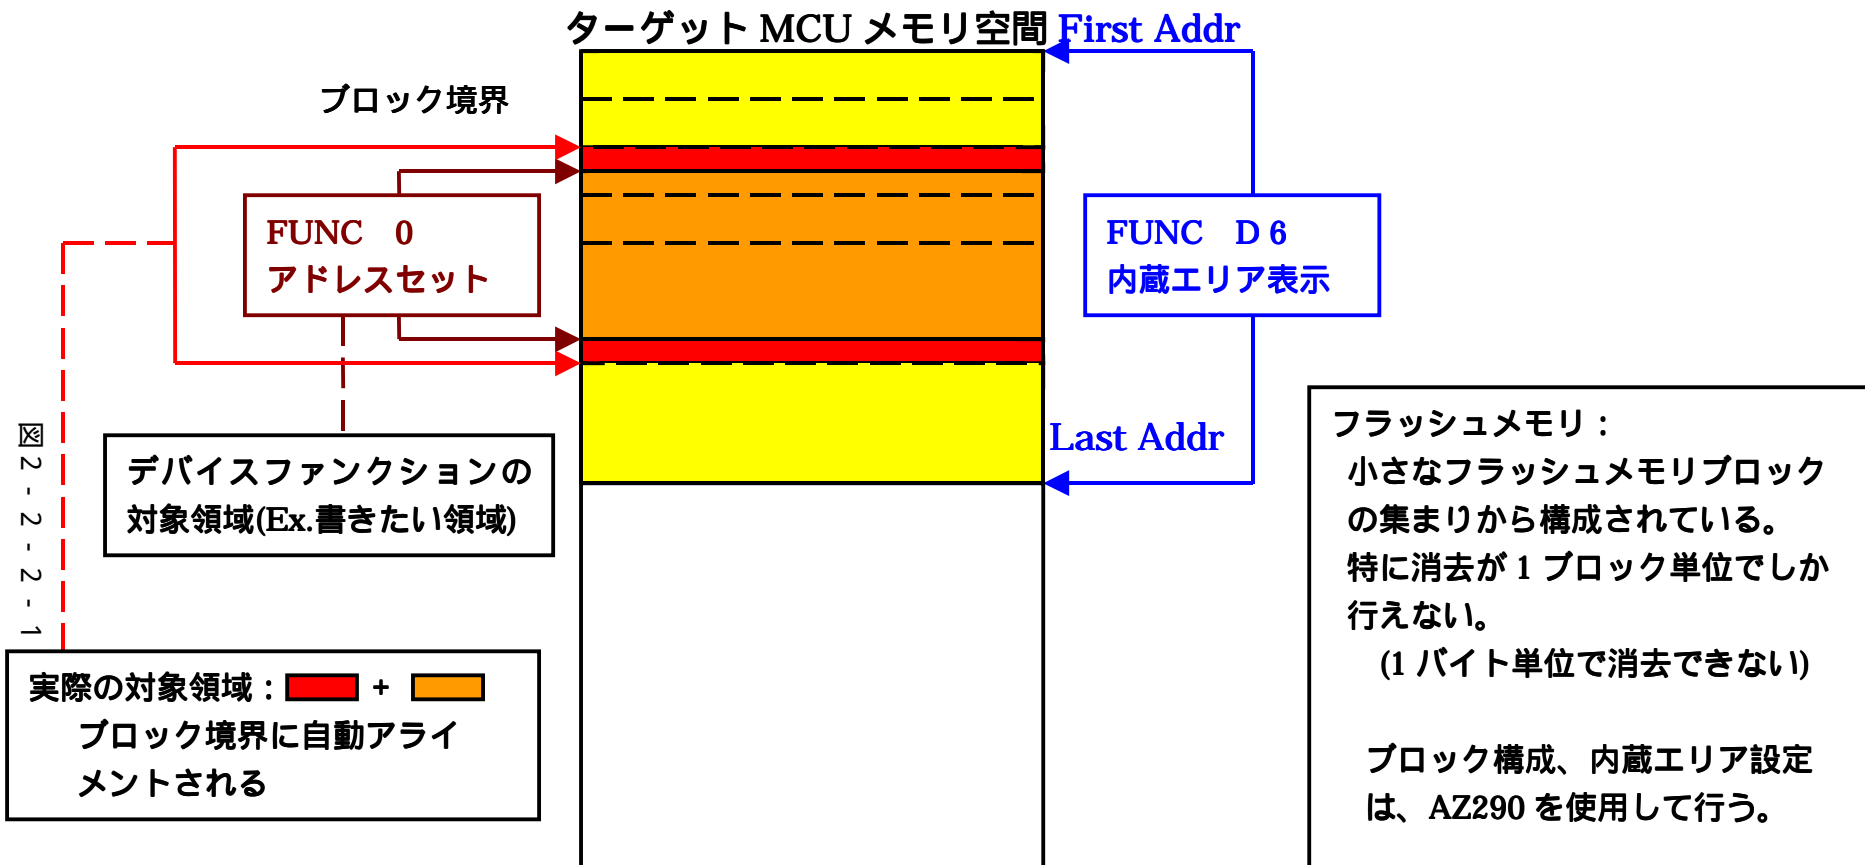 ターゲット MCU メモリ空間 First Addr
ブロック境界
FUNC 0
アドレスセット
FUNC D 6
内蔵エリア表示
デバイスファンクションの
対象領域(Ex.書きたい領域)
Last Addr
図2-2-2-1
実際の対象領域： +
ブロック境界に自動アライ
メントされる
フラッシュメモリ：
小さなフラッシュメモリブロック
の集まりから構成されている。
特に消去が 1 ブロック単位でしか
行えない。
(1 バイト単位で消去できない)
ブロック構成、内蔵エリア設定
は、AZ290 を使用して行う。